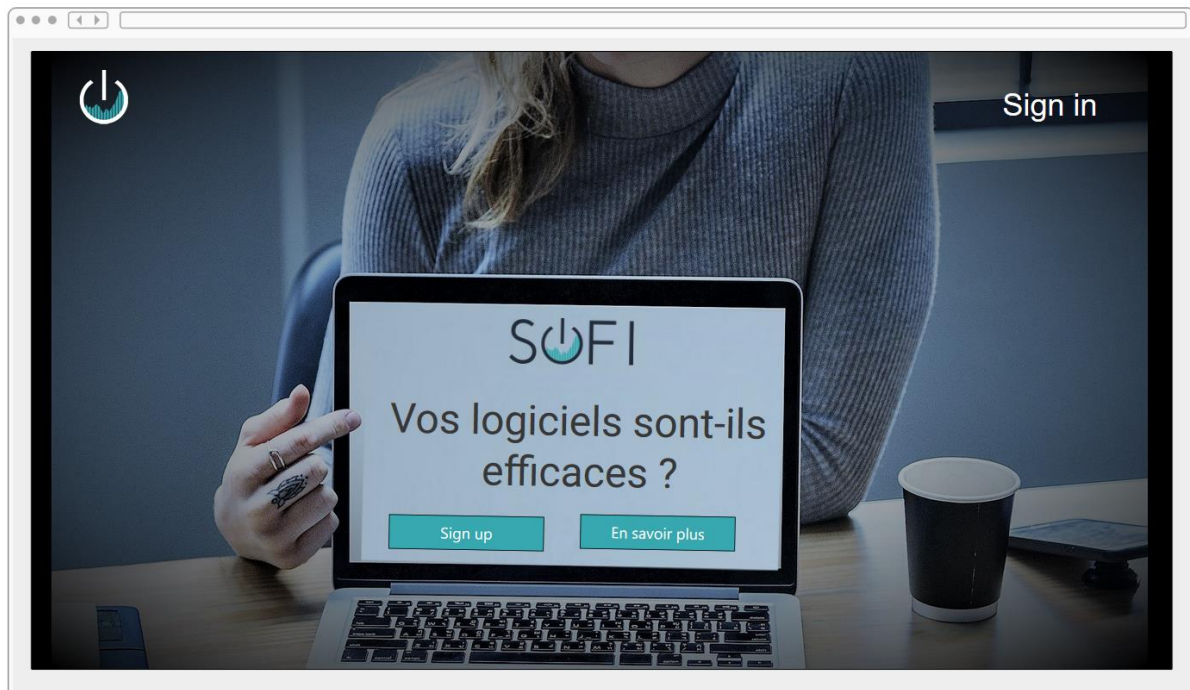 Sign in
SOFI
Vos logiciels sont-ils
efficaces ?
Sign up
En savoir plus